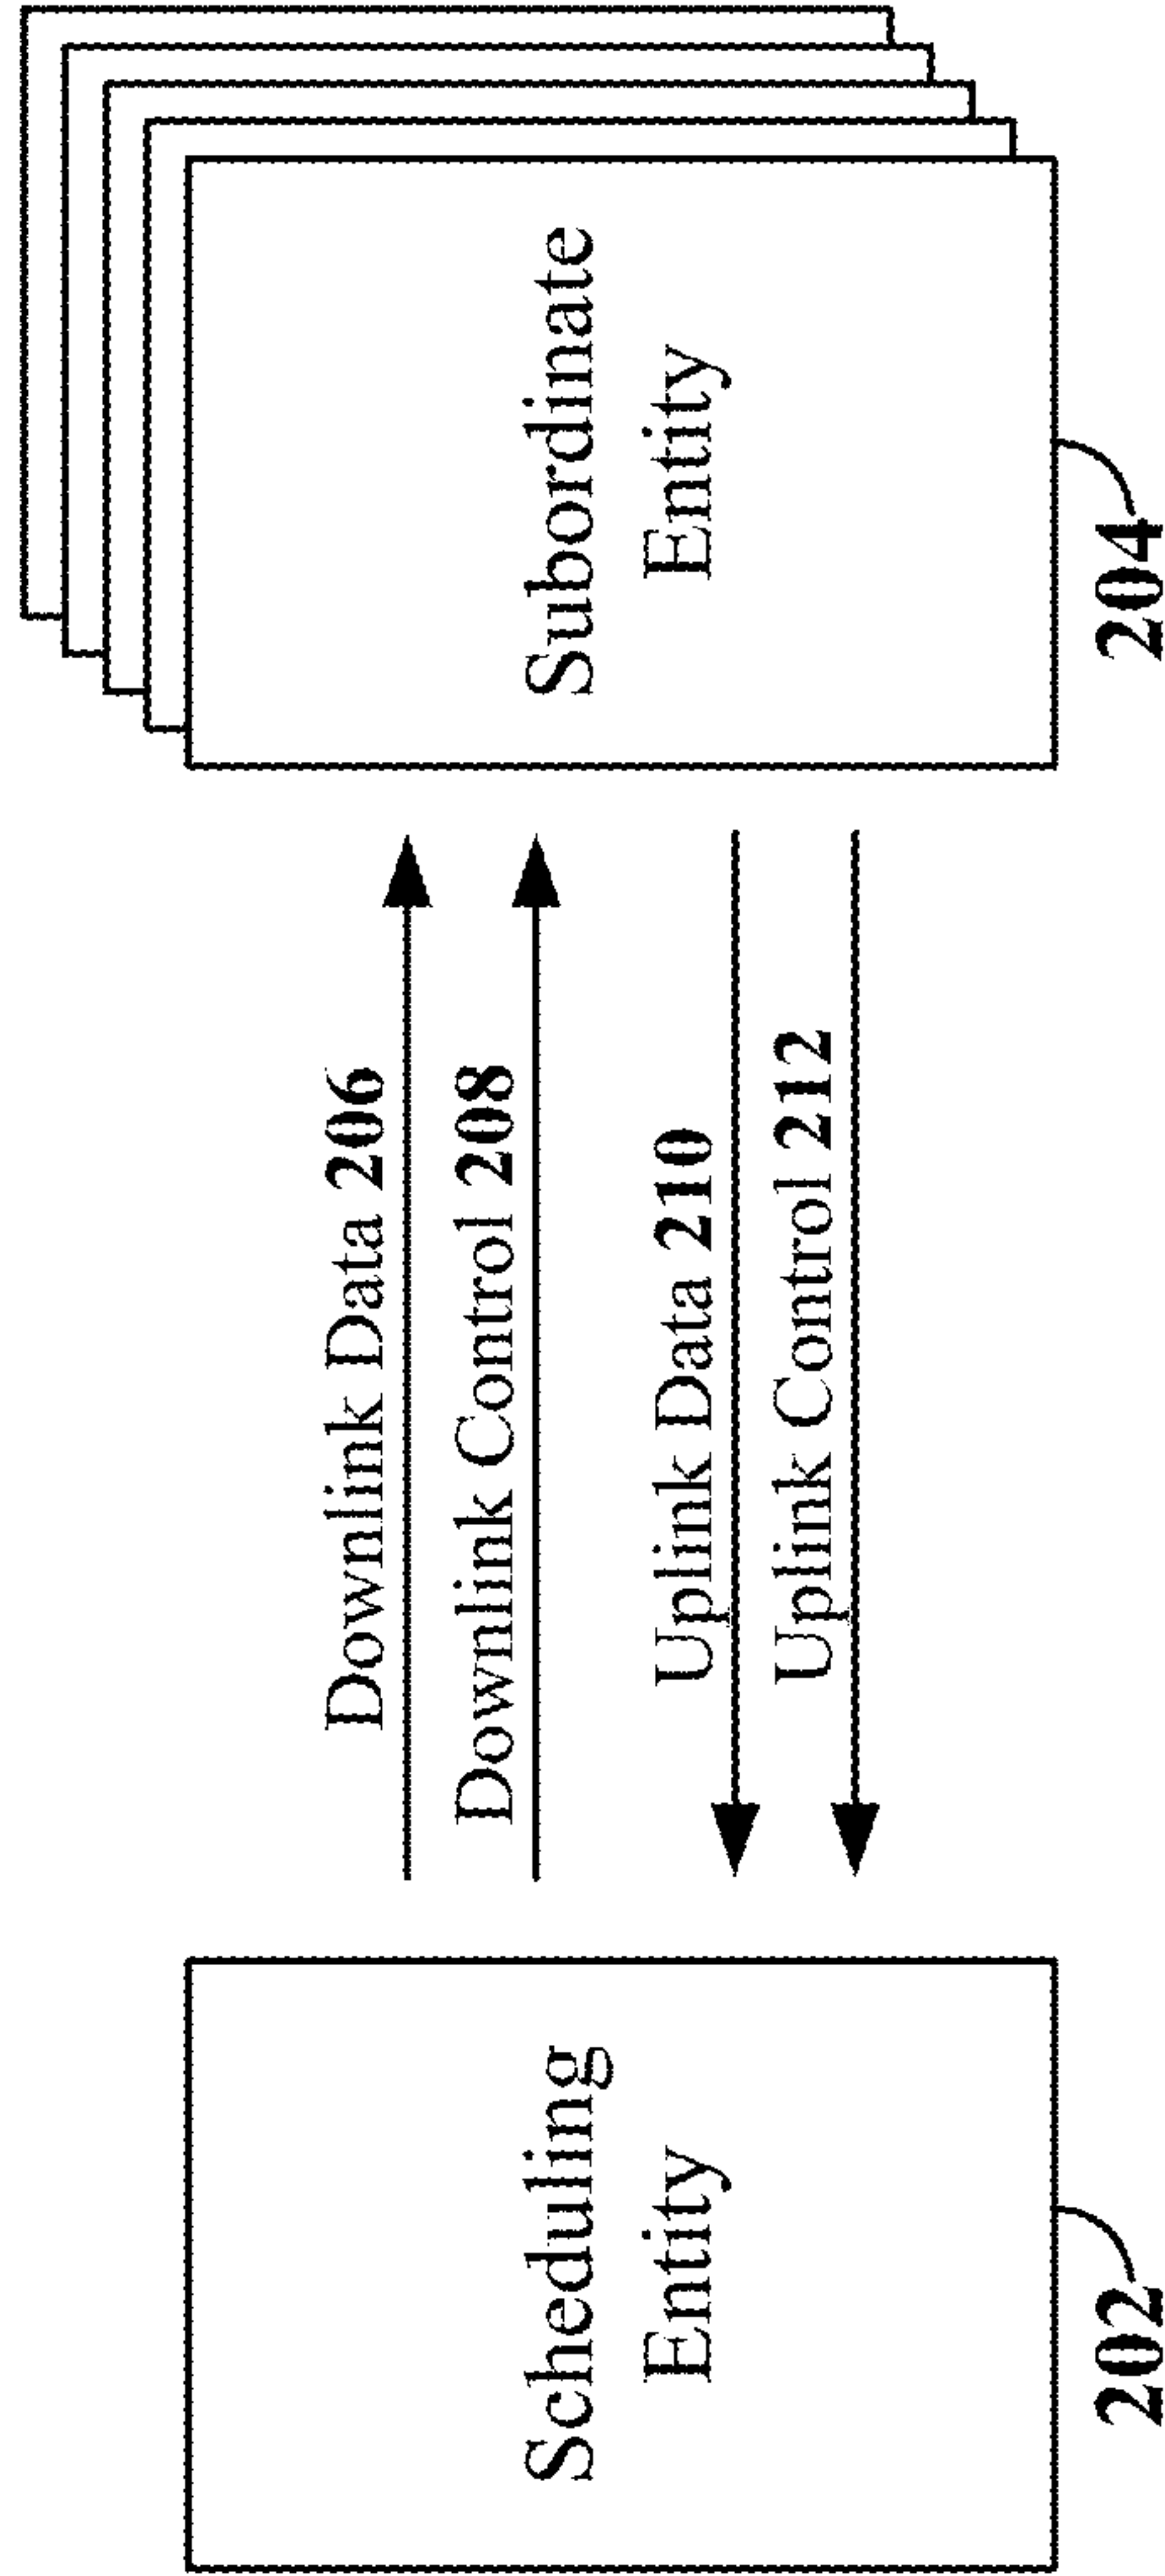 Scheduling
Entity
202
Downlink Data 206
Downlink Control 208
Uplink Data 210
Uplink Control 212
Subordinate
Entity
204